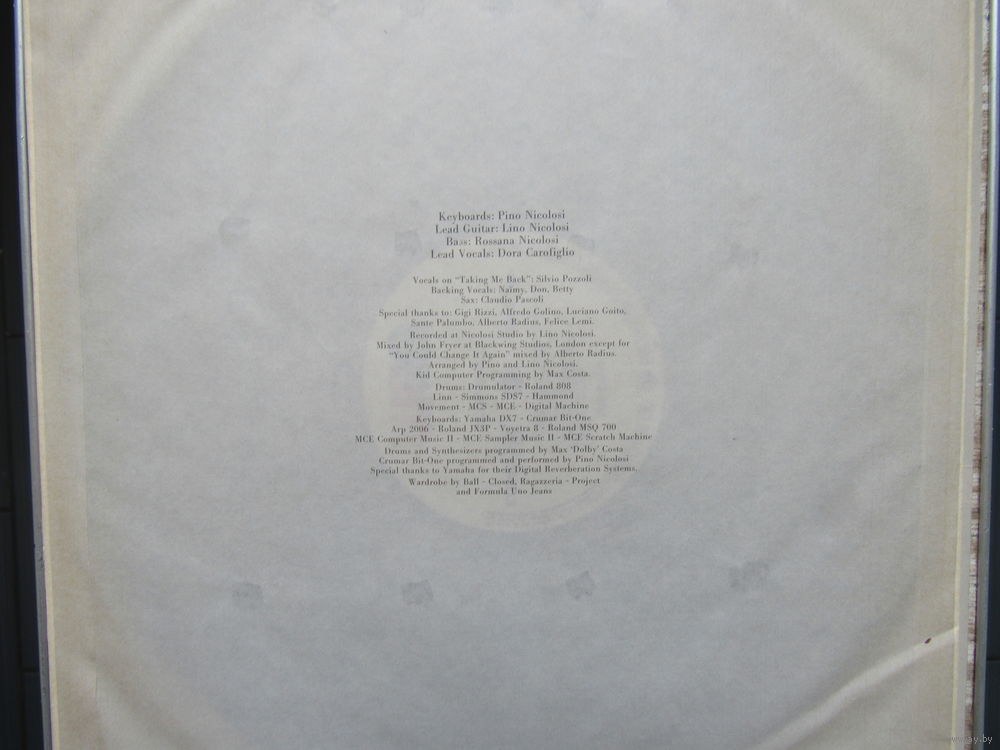 Keyboards: Pino Nicolosi
Lead Guitar: Lino Nicolosi
Bass: Rossana Nicolosi
Lead Vocals: Dora Carofiglio
Vocals on "Taking Me Back": Silvio Pozzoli
Backing Vocals: Naimy, Don, Betty
Sax: Claudio Pascoli
Special thanks to: Gigi Rizzi, Alfredo Golino, Luciano Guito,
Sante Palumbo, Alberto Radius, Felice Lemi.
Recorded at Nicolosi Studio by Lino Nicolosi.
Mixed by John Fryer at Blackwing Studios, London except for
"You Could Change It Again" mixed by Alberto Radius.
Arranged by Pino and Lino Nicolosi.
Kid Computer Programming by Max Costa.
Drums: Drumulator - Roland 808
Linn - Simmons SDS7 - Hammond
Movement - MCS - MCE - Digital Machine
Keyboards: Yamaha DX7 - Crumar Bit-One
Arp 2006 - Roland JX3P - Voyetra 8 - Roland MSQ 700
MCE Computer Music II - MCE Sampler Music II - MCE Scratch Machine
Drums and Synthesizers programmed by Max 'Dolby' Costa
Crumar Bit-One programmed and performed by Pino Nicolosi
Special thanks to Yamaha for their Digital Reverberation Systems.
Wardrobe by Ball - Closed, Ragazzeria - Project
and Formula Uno Jeans